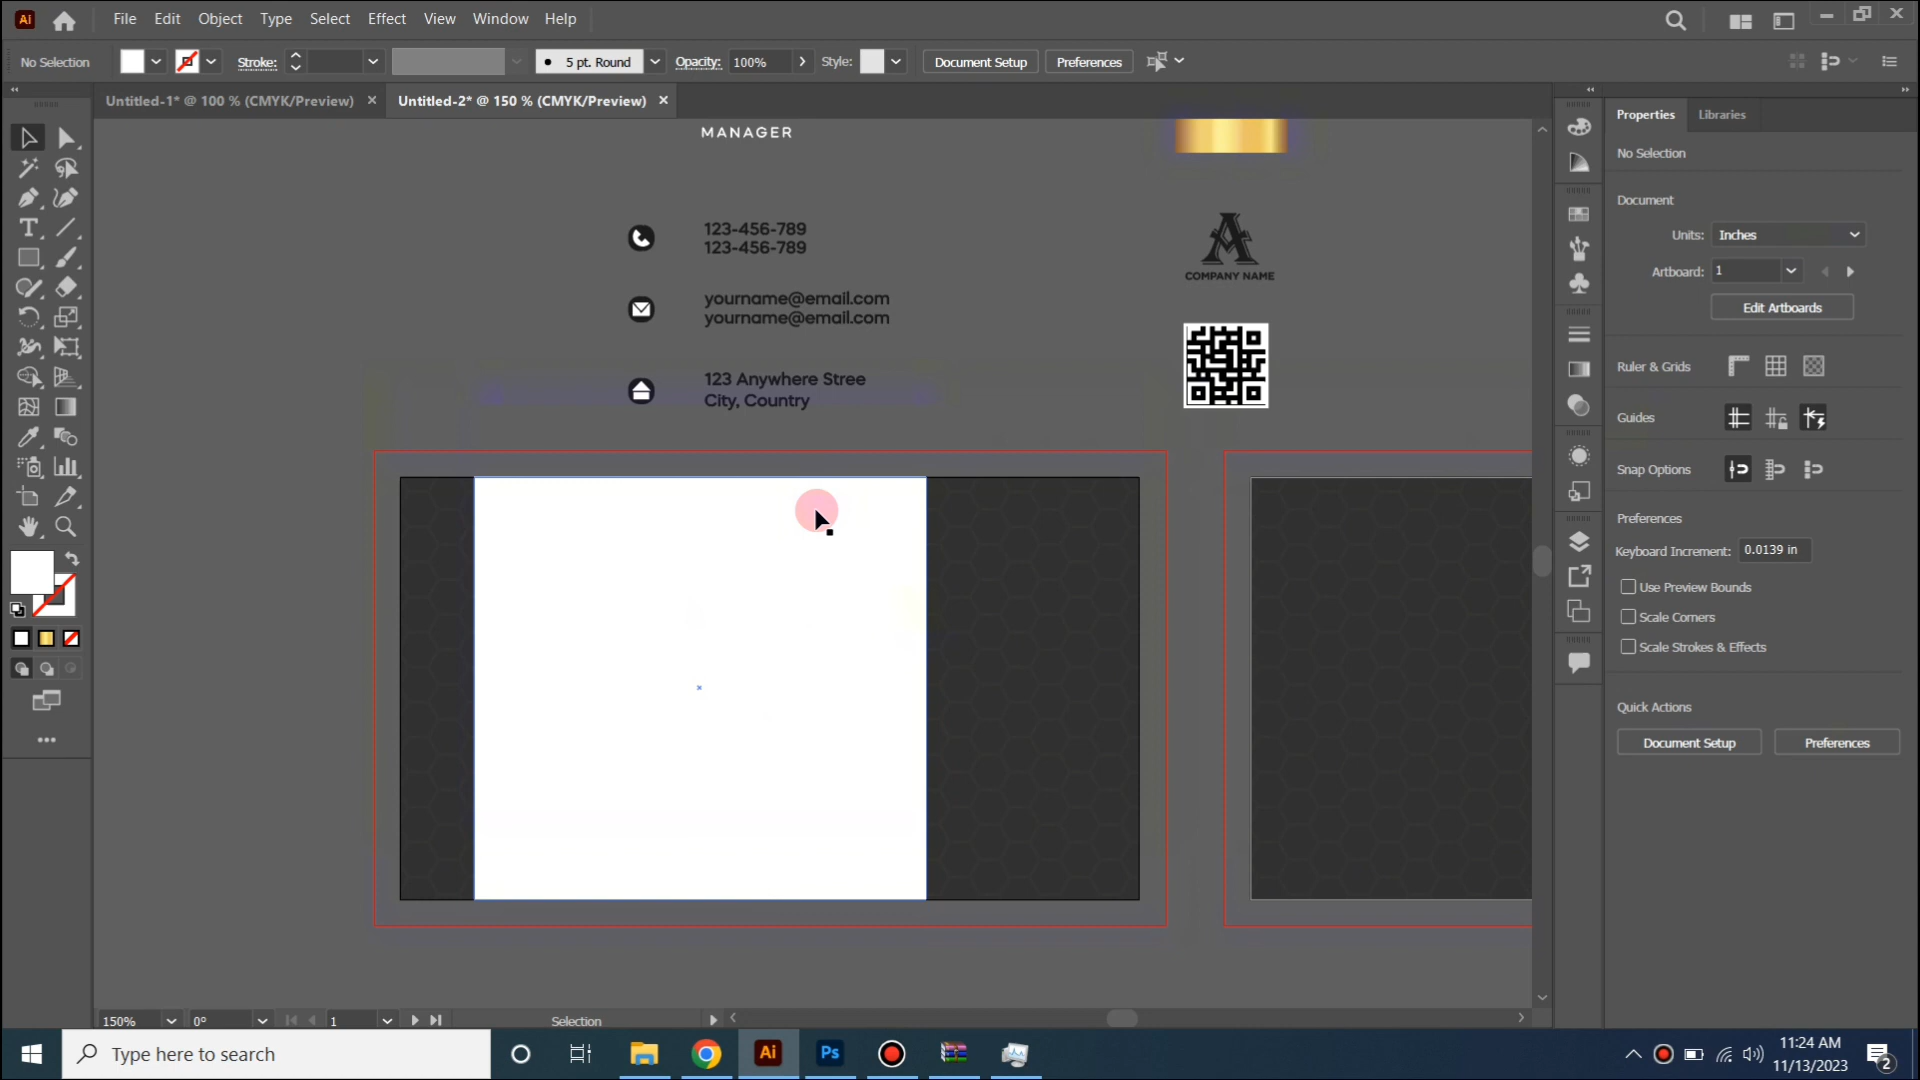 Ai File Edit Object Type Select Effect View Window Help
No Selection Stroke: 5 pt. Round Opacity: 100% Style: Document Setup Preferences
Untitled-1* @ 100 % (CMYK/Preview) × Untitled-2* @ 150 % (CMYK/Preview) ×
Properties Libraries
No Selection
Document
Units: Inches
Artboard: 1
Edit Artboards
Ruler & Grids
Guides
Snap Options
Preferences
Keyboard Increment: 0.0139 in
Use Preview Bounds
Scale Corners
Scale Strokes & Effects
Quick Actions
Document Setup Preferences
MANAGER
123-456-789
123-456-789
yourname@email.com
yourname@email.com
123 Anywhere Stree
City, Country
A
COMPANY NAME
150% 0° 1 Selection
Type here to search
Ai Ps
11:24 AM
11/13/2023
2